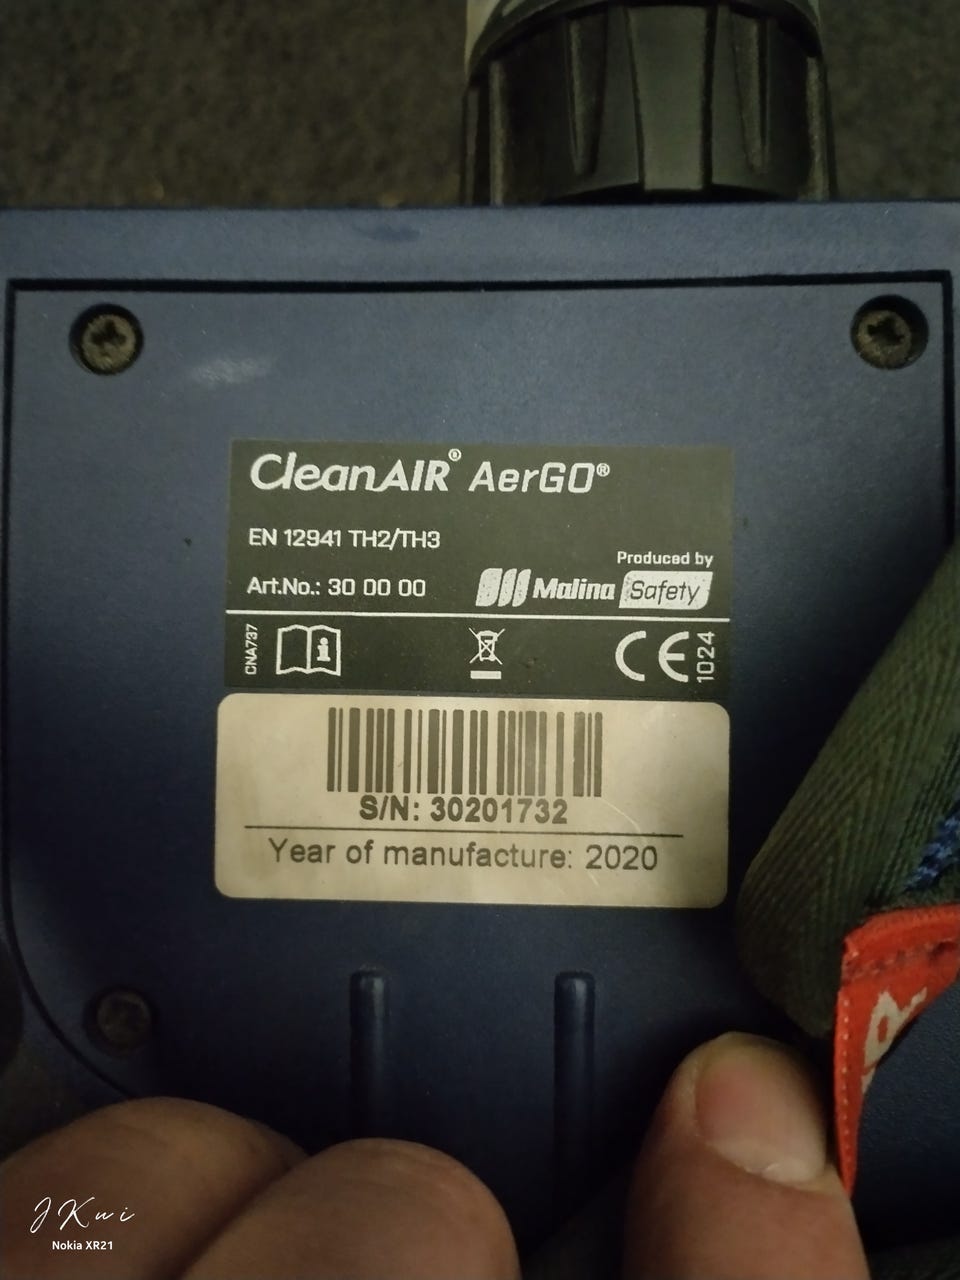 CleanAIR® AerGO®
EN 12941 TH2/TH3
Produced by
Art.No.: 30 00 00
Malina Safety
CNA737
CE 1024
S/N: 30201732
Year of manufacture: 2020
J Kui
Nokia XR21